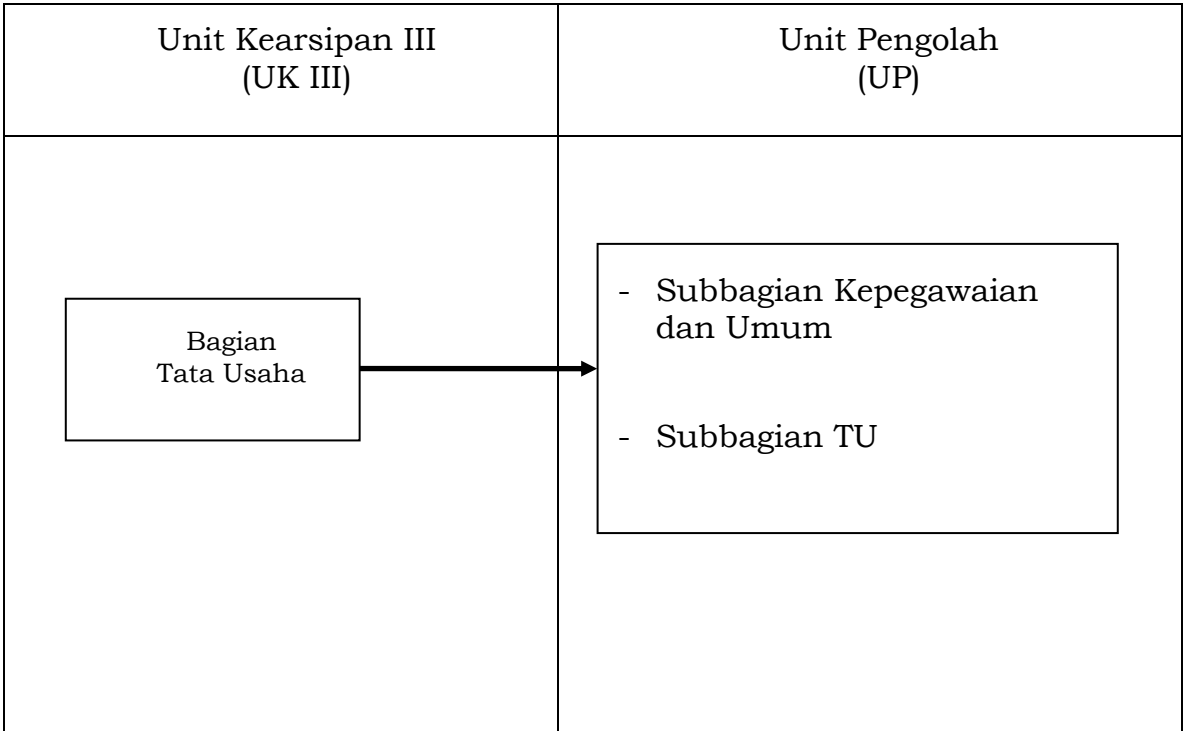 Unit Kearsipan III
(UK III)
Unit Pengolah
(UP)
Bagian
Tata Usaha
- Subbagian Kepegawaian
dan Umum
- Subbagian TU